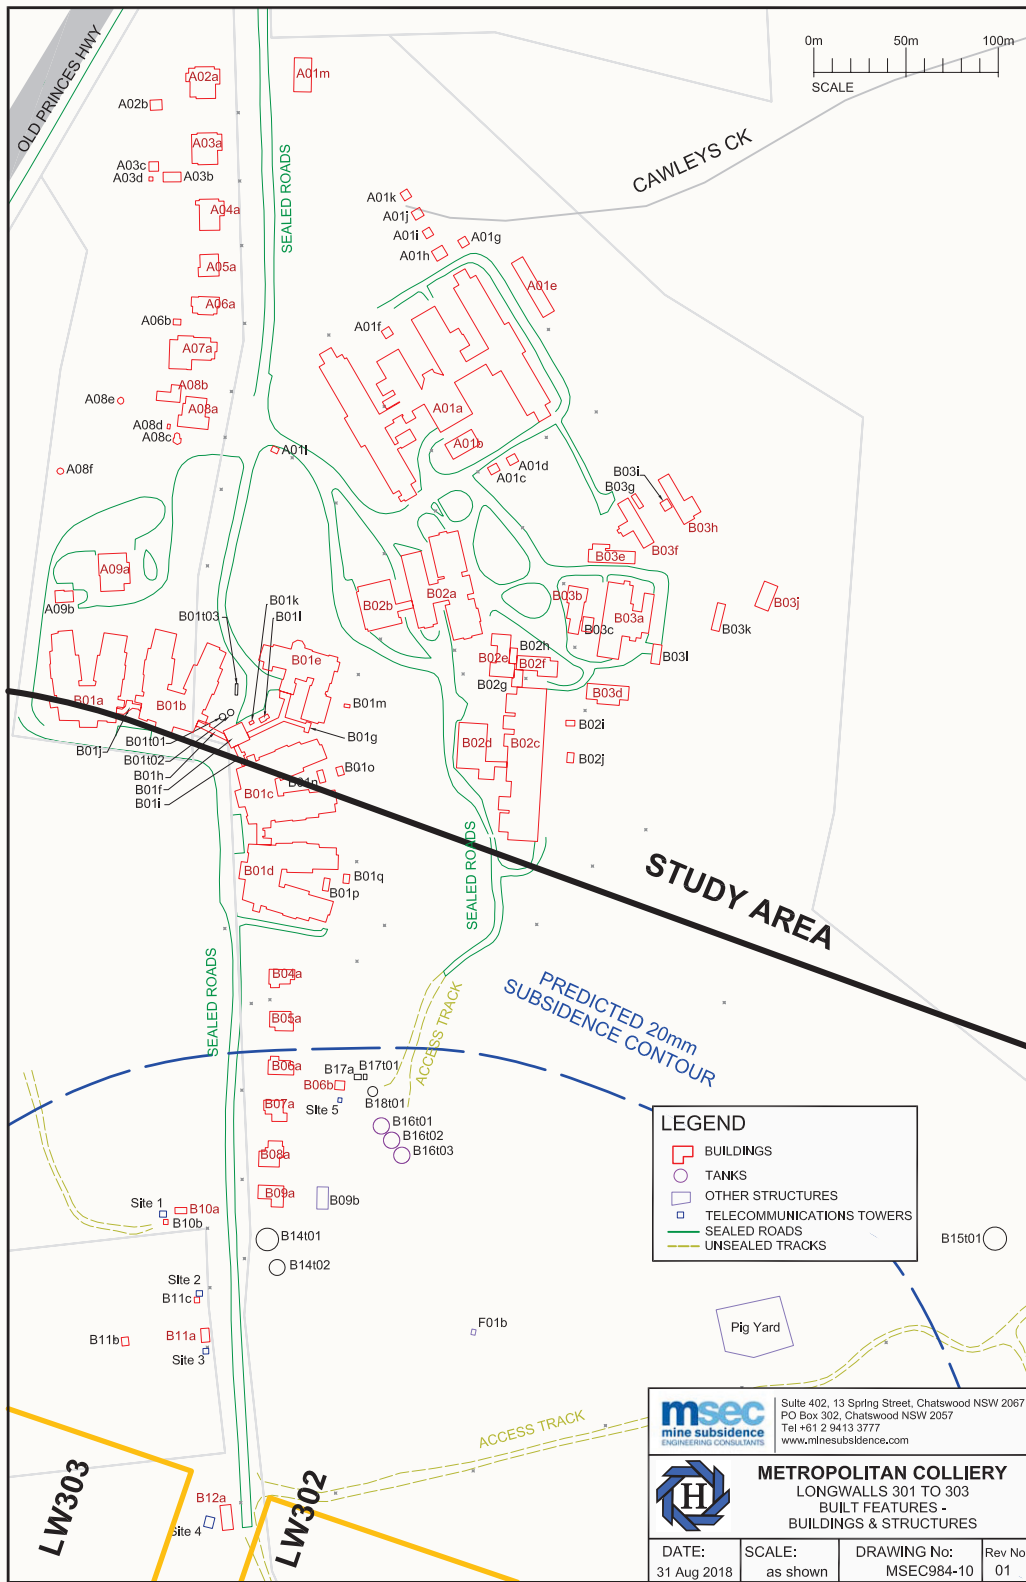 OLD PRINCES HWY
A02a
A01m
0m
50m
100m
SCALE
A02b
CAWLEYS CK
A03a
A03c
A03d
A03b
SEALED ROADS
A04a
A01k
A01j
A01i
A01g
A01h
A05a
A01e
A06a
A06b
A01f
A07a
A08b
A08e
A08a
A01a
A08d
A08c
A01b
A01l
A08f
A01d
A01c
B03i
B03g
B03h
B03f
B03e
A09a
A09b
B02b
B02a
B03b
B03a
B03c
B03j
B03k
B03l
B01k
B01l
B01t03
B01e
B02h
B02e
B02f
B02g
B03d
B01a
B01b
B01m
B02i
B01j
B01t01
B01t02
B01h
B01f
B01i
B01g
B02d
B02c
B02j
B01n
B01o
B01c
SEALED ROADS
B01d
B01q
B01p
STUDY AREA
SEALED ROADS
B04a
B05a
ACCESS TRACK
PREDICTED 20mm
SUBSIDENCE CONTOUR
B06a
B17a
B17t01
B06b
Site 5
B18t01
B07a
B16t01
B16t02
B16t03
B08a
B09a
B09b
Site 1
B10a
B10b
B14t01
B14t02
B15t01
LEGEND
BUILDINGS
TANKS
OTHER STRUCTURES
TELECOMMUNICATIONS TOWERS
SEALED ROADS
UNSEALED TRACKS
Site 2
B11c
B11b
B11a
Site 3
F01b
Pig Yard
ACCESS TRACK
LW303
LW302
B12a
Site 4
msec
mine subsidence
ENGINEERING CONSULTANTS
Suite 402, 13 Spring Street, Chatswood NSW 2067
PO Box 302, Chatswood NSW 2057
Tel +61 2 9413 3777
www.minesubsidence.com
H
METROPOLITAN COLLIERY
LONGWALLS 301 TO 303
BUILT FEATURES -
BUILDINGS & STRUCTURES
DATE:
31 Aug 2018
SCALE:
as shown
DRAWING No:
MSEC984-10
Rev No
01